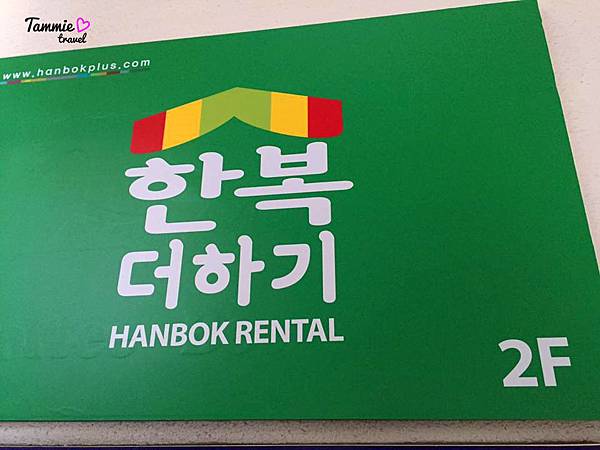 Tammie
travel
www.hanbokplus.com
한복
더하기
HANBOK RENTAL
2F